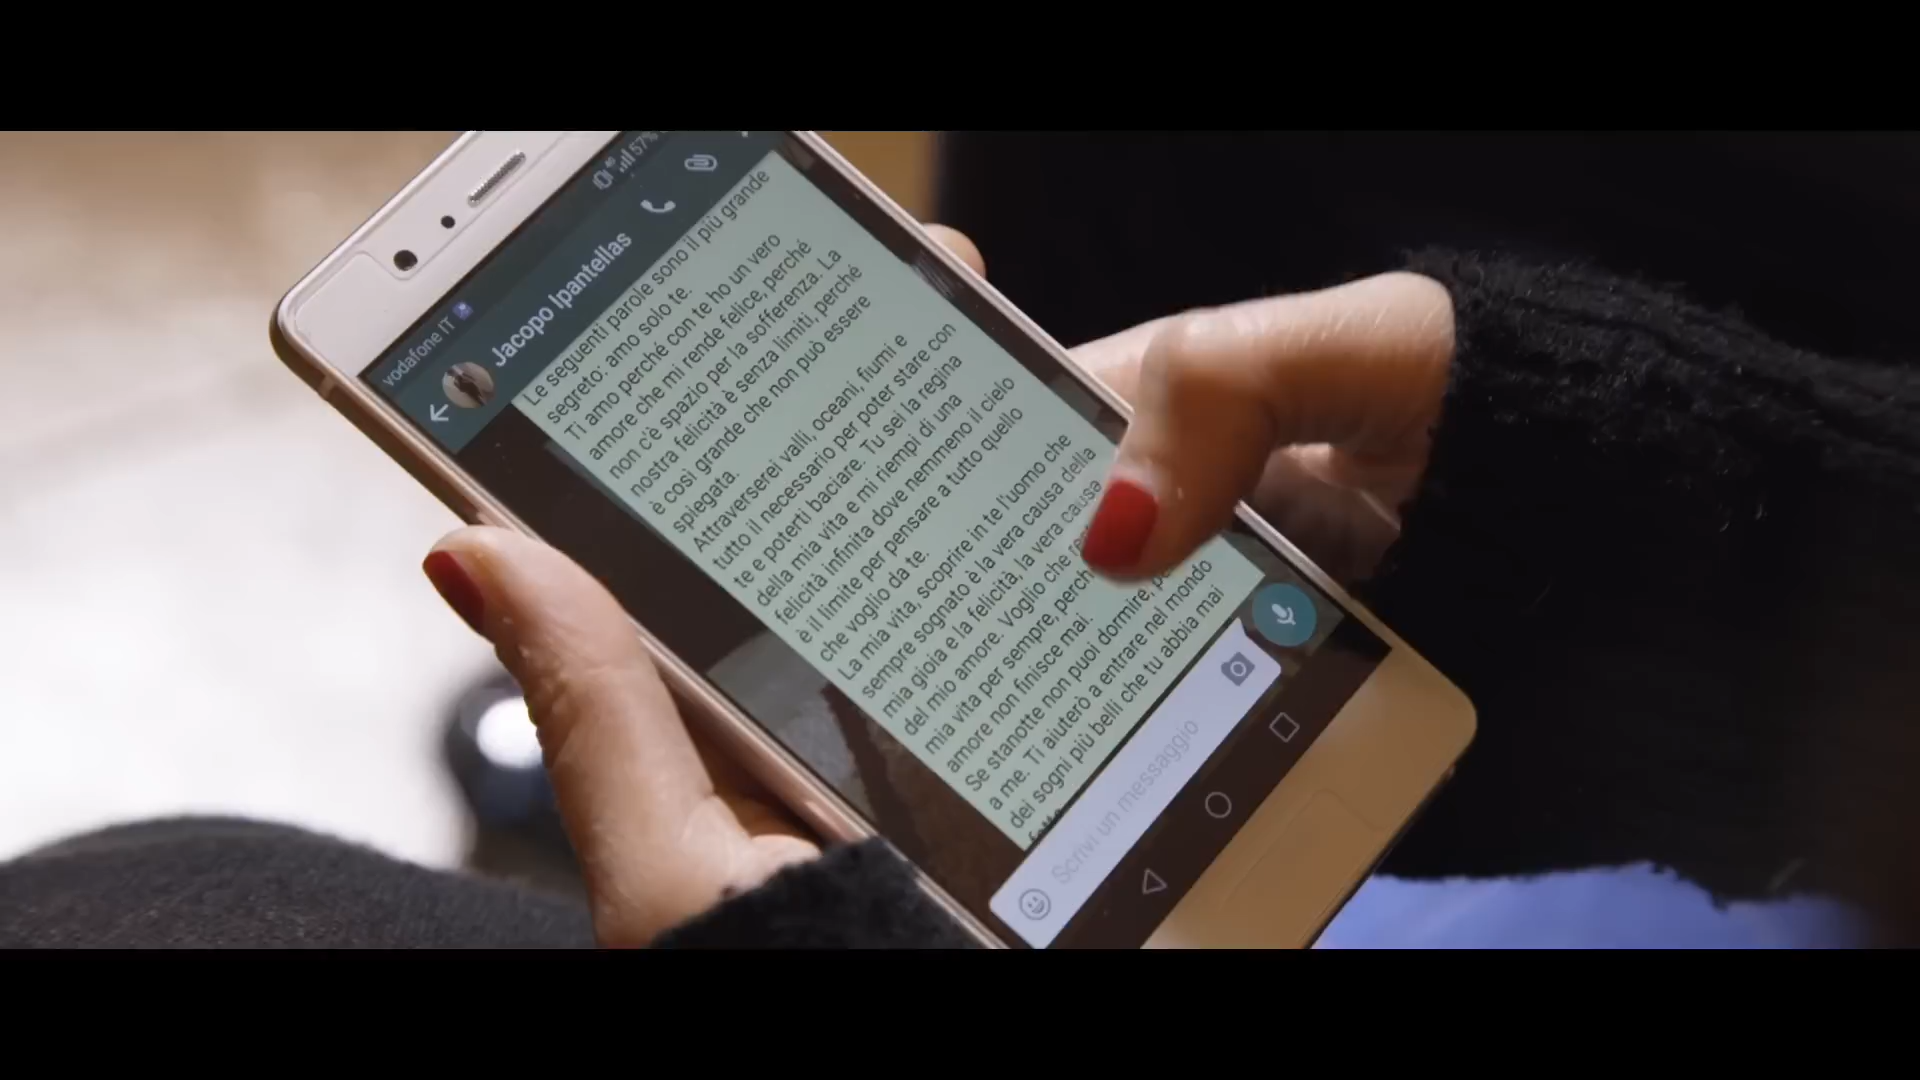 vodafone IT
57%
Jacopo Ipantellas
Le seguenti parole sono il più grande
segreto: amo solo te.
Ti amo perché con te ho un vero
amore che mi rende felice, perché
non c'è spazio per la sofferenza. La
nostra felicità è senza limiti, perché
è così grande che non può essere
spiegata.
Attraverserei valli, oceani, fiumi e
tutto il necessario per poter stare con
te e poterti baciare. Tu sei la regina
della mia vita e mi riempi di una
felicità infinita dove nemmeno il cielo
è il limite per pensare a tutto quello
che voglio da te.
La mia vita, scoprire in te l'uomo che
sempre sognato è la vera causa della
mia gioia e la felicità, la vera causa
del mio amore. Voglio che
mia vita per sempre,
amore non finisce mai.
Se stanotte non puoi dormire,
a me. Ti aiuterò a entrare nel mondo
dei sogni più belli che tu abbia mai
Scrivi un messaggio